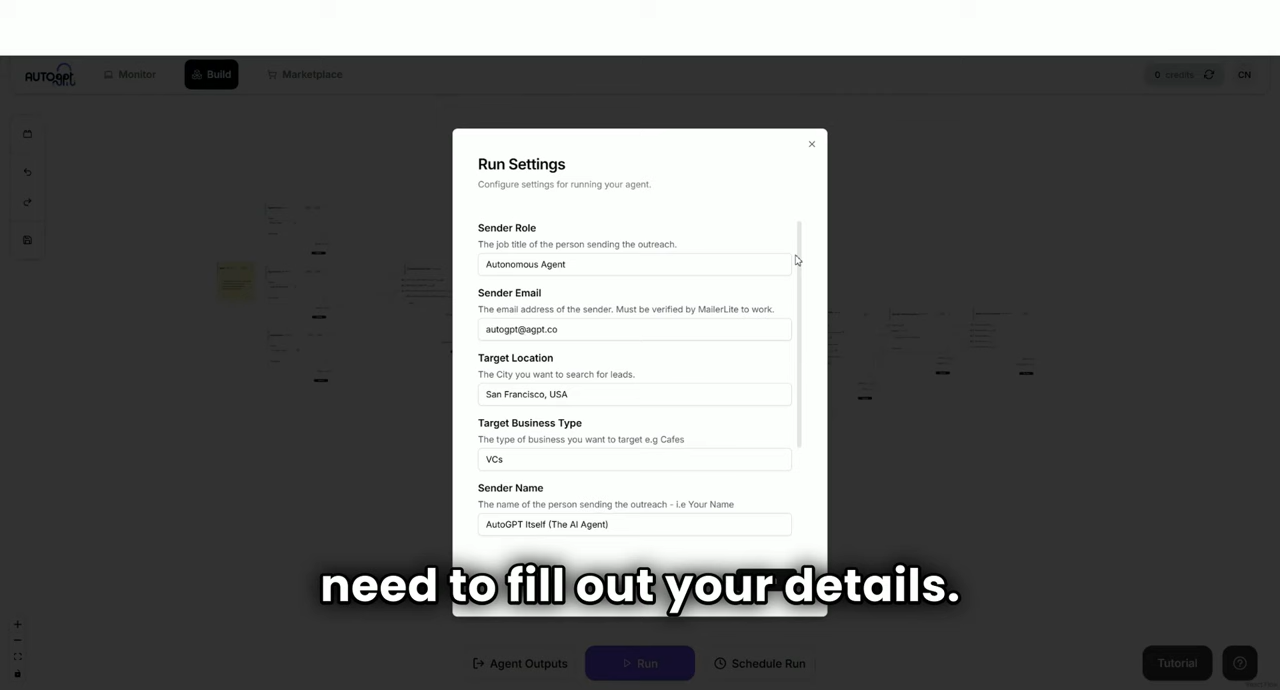 AUTOgpt
Monitor
Build
Marketplace
0 credits
CN
Run Settings
Configure settings for running your agent.
Sender Role
The job title of the person sending the outreach.
Autonomous Agent
Sender Email
The email address of the sender. Must be verified by MailerLite to work.
autogpt@agpt.co
Target Location
The City you want to search for leads.
San Francisco, USA
Target Business Type
The type of business you want to target e.g Cafes
VCs
Sender Name
The name of the person sending the outreach - i.e Your Name
AutoGPT Itself (The AI Agent)
need to fill out your details.
Agent Outputs
Run
Schedule Run
Tutorial